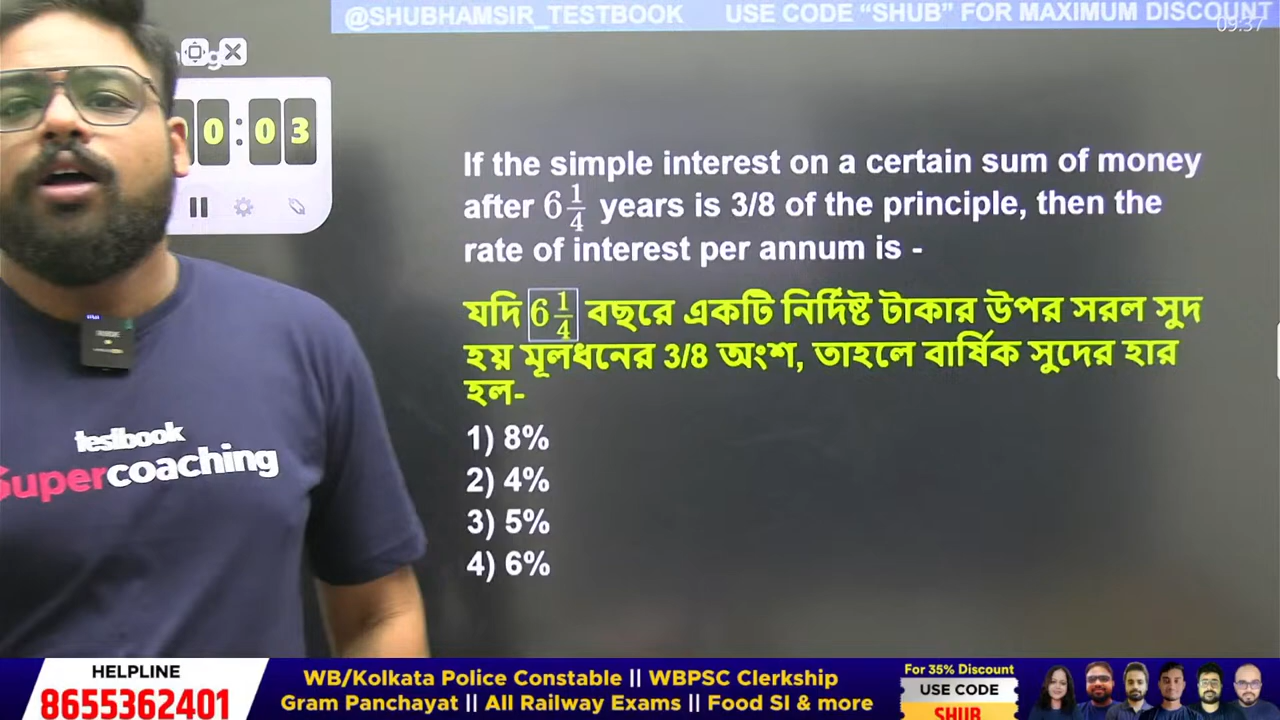 @SHUBHAMSIR_TESTBOOK USE CODE “SHUB” FOR MAXIMUM DISCOUNT
09:37
0:03
If the simple interest on a certain sum of money
after 6 1/4 years is 3/8 of the principle, then the
rate of interest per annum is -
যদি 6 1/4 বছরে একটি নির্দিষ্ট টাকার উপর সরল সুদ
হয় মূলধনের 3/8 অংশ, তাহলে বার্ষিক সুদের হার
হল-
1) 8%
2) 4%
3) 5%
4) 6%
testbook
Supercoaching
HELPLINE
8655362401
WB/Kolkata Police Constable || WBPSC Clerkship
Gram Panchayat || All Railway Exams || Food SI & more
For 35% Discount
USE CODE
SHUB